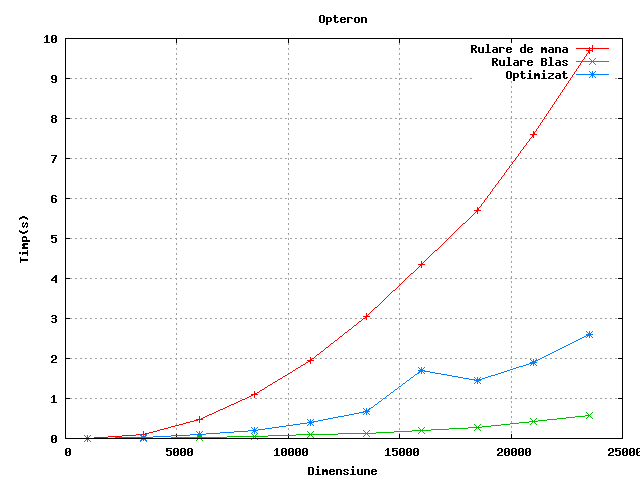 Opteron
Rulare de mana
Rulare Blas
Optimizat
10
9
8
7
6
5
4
3
2
1
0
Timp(s)
0 5000 10000 15000 20000 25000
Dimensiune